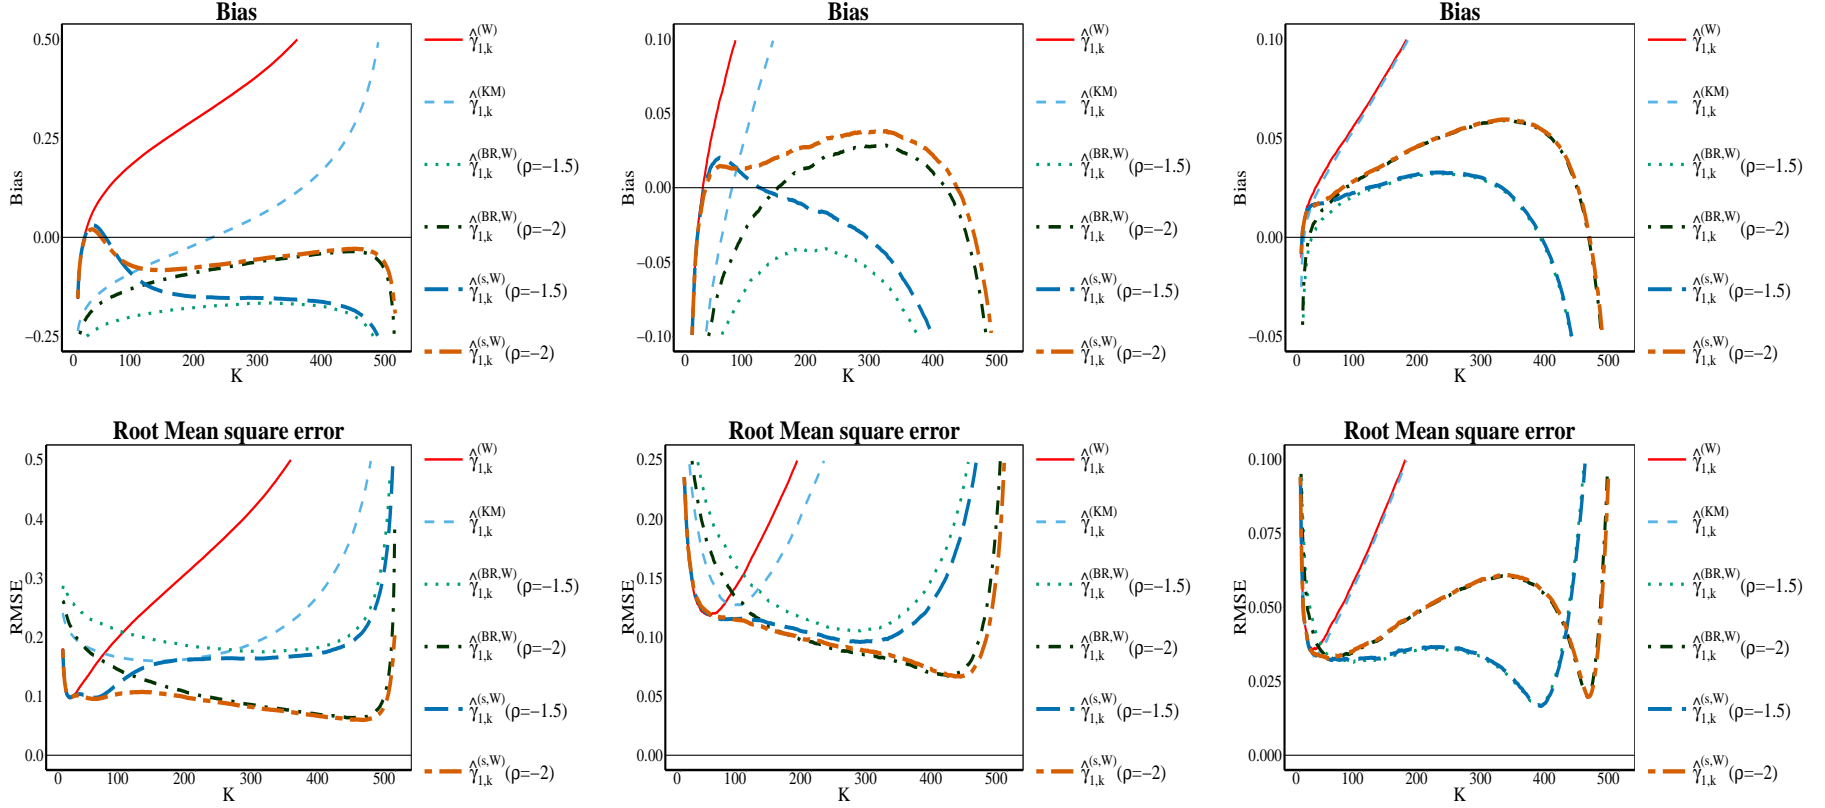 Bias
Bias
0.50
0.25
0.00
−0.25
0
100
200
300
400
500
K
γ̂1,k(W)
γ̂1,k(KM)
γ̂1,k(BR,W)(ρ=−1.5)
γ̂1,k(BR,W)(ρ=−2)
γ̂1,k(s,W)(ρ=−1.5)
γ̂1,k(s,W)(ρ=−2)
Bias
Bias
0.10
0.05
0.00
−0.05
−0.10
0
100
200
300
400
500
K
γ̂1,k(W)
γ̂1,k(KM)
γ̂1,k(BR,W)(ρ=−1.5)
γ̂1,k(BR,W)(ρ=−2)
γ̂1,k(s,W)(ρ=−1.5)
γ̂1,k(s,W)(ρ=−2)
Bias
Bias
0.10
0.05
0.00
−0.05
0
100
200
300
400
500
K
γ̂1,k(W)
γ̂1,k(KM)
γ̂1,k(BR,W)(ρ=−1.5)
γ̂1,k(BR,W)(ρ=−2)
γ̂1,k(s,W)(ρ=−1.5)
γ̂1,k(s,W)(ρ=−2)
Root Mean square error
RMSE
0.5
0.4
0.3
0.2
0.1
0.0
0
100
200
300
400
500
K
γ̂1,k(W)
γ̂1,k(KM)
γ̂1,k(BR,W)(ρ=−1.5)
γ̂1,k(BR,W)(ρ=−2)
γ̂1,k(s,W)(ρ=−1.5)
γ̂1,k(s,W)(ρ=−2)
Root Mean square error
RMSE
0.25
0.20
0.15
0.10
0.05
0.00
0
100
200
300
400
500
K
γ̂1,k(W)
γ̂1,k(KM)
γ̂1,k(BR,W)(ρ=−1.5)
γ̂1,k(BR,W)(ρ=−2)
γ̂1,k(s,W)(ρ=−1.5)
γ̂1,k(s,W)(ρ=−2)
Root Mean square error
RMSE
0.100
0.075
0.050
0.025
0.000
0
100
200
300
400
500
K
γ̂1,k(W)
γ̂1,k(KM)
γ̂1,k(BR,W)(ρ=−1.5)
γ̂1,k(BR,W)(ρ=−2)
γ̂1,k(s,W)(ρ=−1.5)
γ̂1,k(s,W)(ρ=−2)